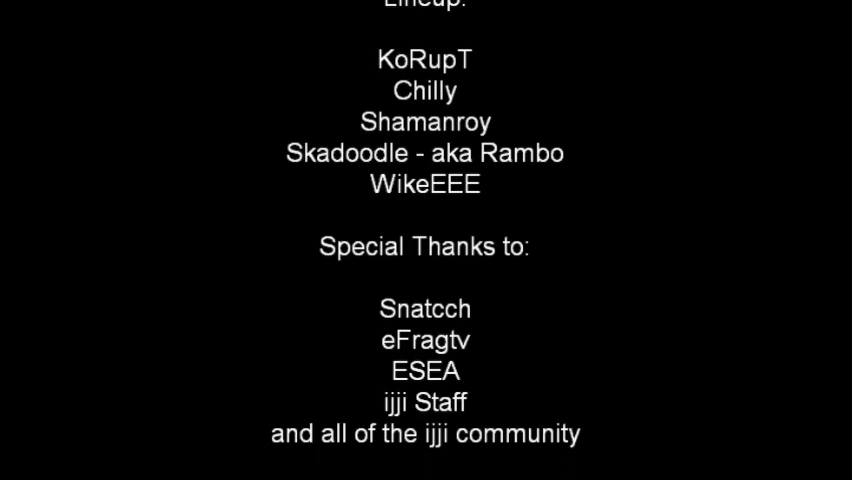 Lineup:
KoRupT
Chilly
Shamanroy
Skadoodle - aka Rambo
WikeEEE
Special Thanks to:
Snatcch
eFragtv
ESEA
ijji Staff
and all of the ijji community